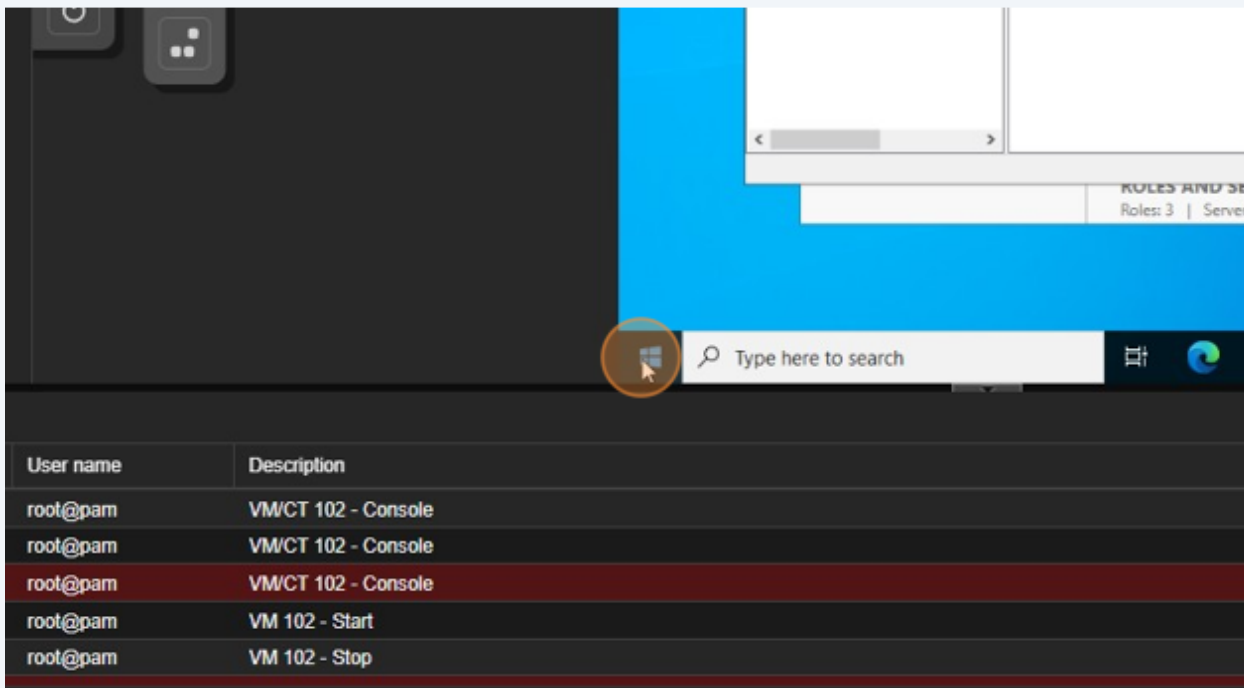 ROLES AND SE
Roles: 3 | Server
Type here to search
User name Description
root@pam VM/CT 102 - Console
root@pam VM/CT 102 - Console
root@pam VM/CT 102 - Console
root@pam VM 102 - Start
root@pam VM 102 - Stop